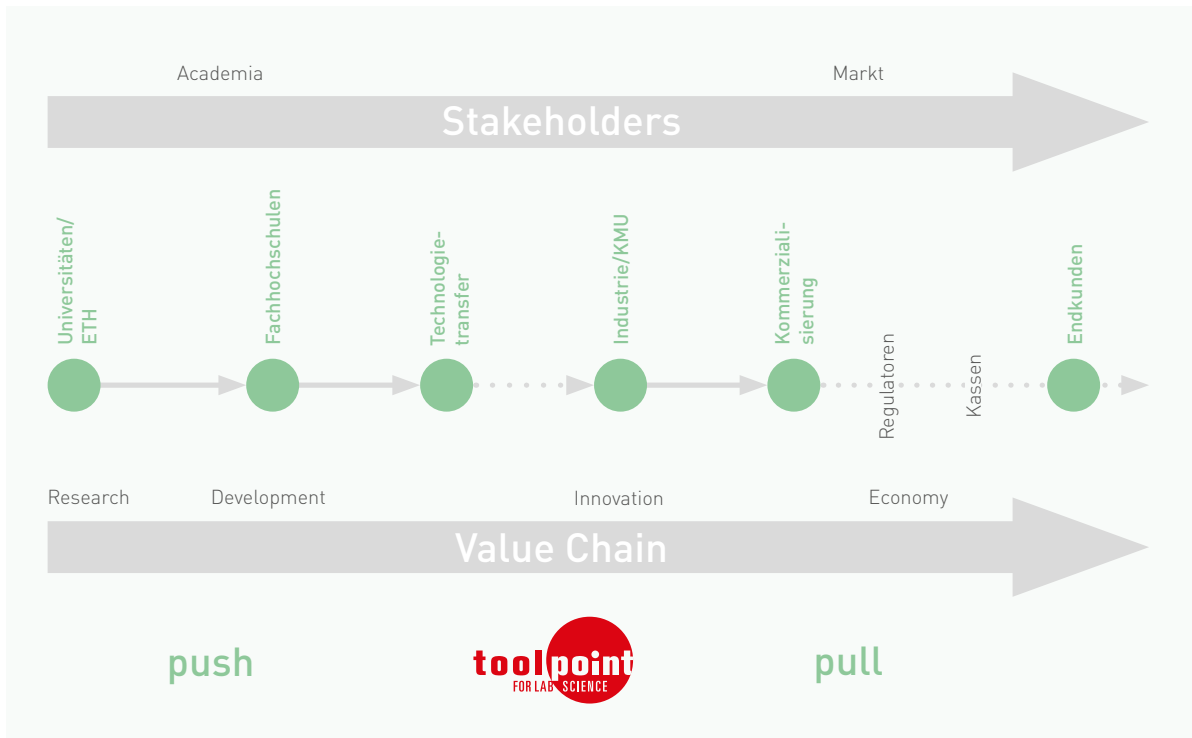 Academia
Markt
Stakeholders
Universitäten/
ETH
Fachhochschulen
Technologie-
transfer
Industrie/KMU
Kommerziali-
sierung
Regulatoren
Kassen
Endkunden
Research
Development
Innovation
Economy
Value Chain
push
toolpoint
FOR LAB SCIENCE
pull